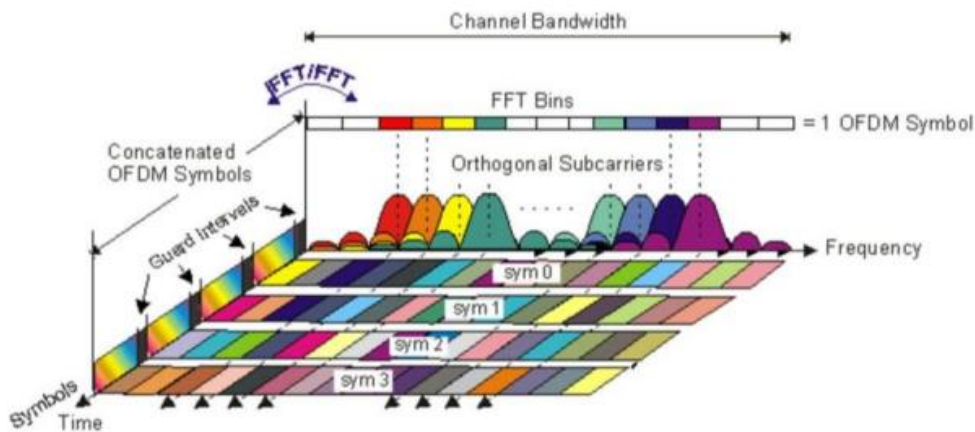 Channel Bandwidth
iFFT/FFT
FFT Bins
= 1 OFDM Symbol
Concatenated
OFDM Symbols
Orthogonal Subcarriers
Guard Intervals
Frequency
sym 0
sym 1
sym 2
sym 3
Symbols
Time